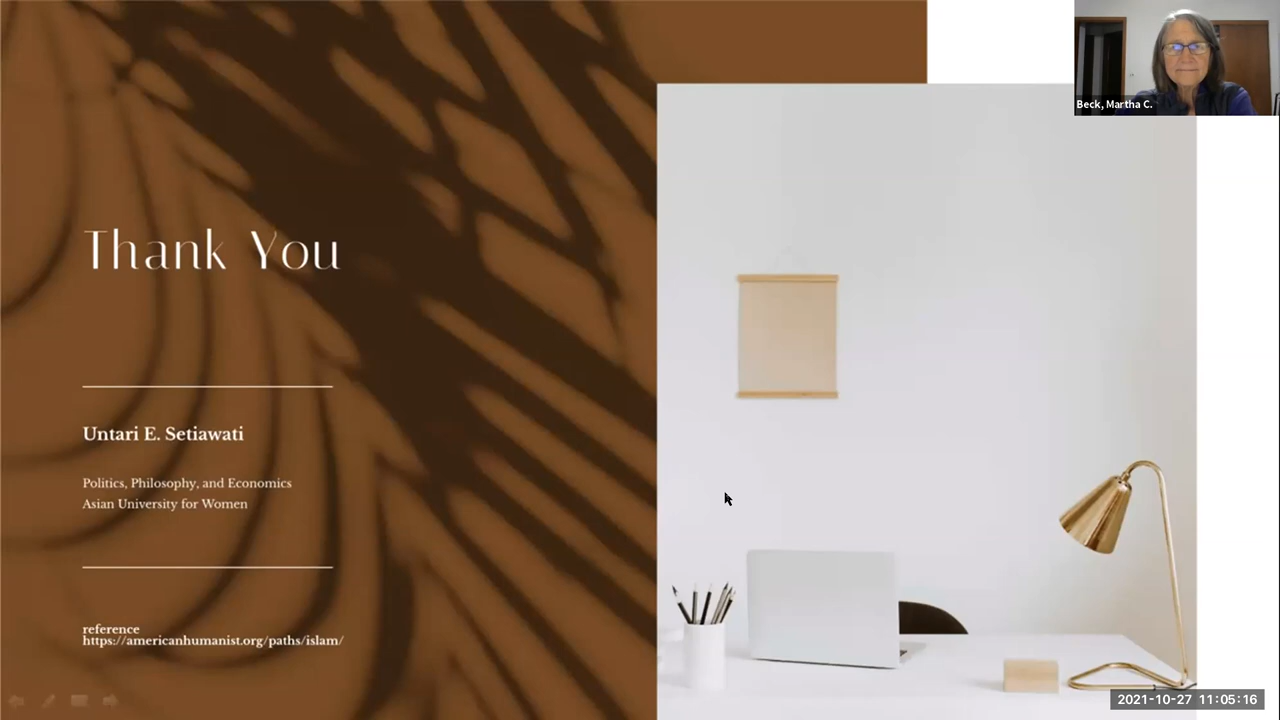 Beck, Martha C.
Thank You
Untari E. Setiawati
Politics, Philosophy, and Economics
Asian University for Women
reference
https://americanhumanist.org/paths/islam/
2021-10-27 11:05:16